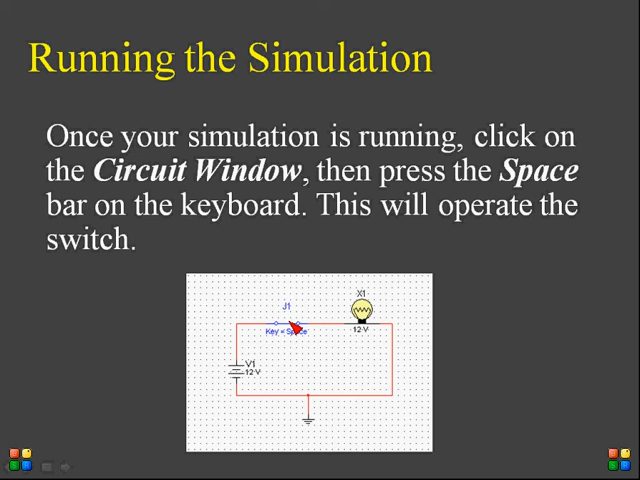 Running the Simulation
Once your simulation is running, click on
the Circuit Window, then press the Space
bar on the keyboard. This will operate the
switch.
J1
X1
Key = Space
12 V
V1
12 V